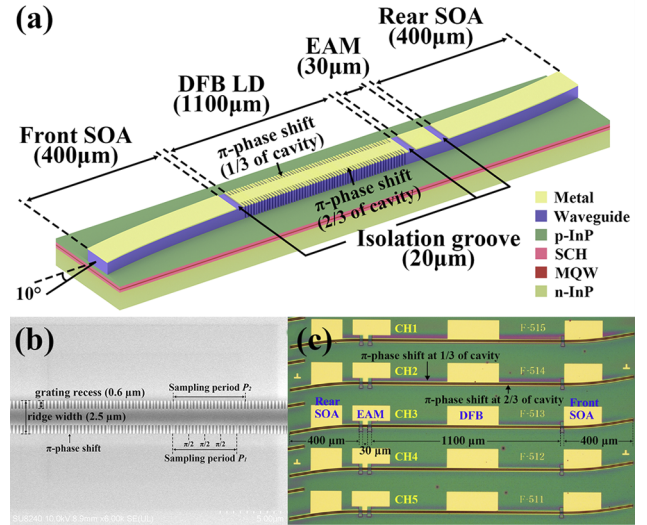 (a)
Rear SOA
(400μm)
EAM
(30μm)
DFB LD
(1100μm)
Front SOA
(400μm)
π-phase shift
(1/3 of cavity)
π-phase shift
(2/3 of cavity)
Isolation groove
(20μm)
10°
Metal
Waveguide
p-InP
SCH
MQW
n-InP
(b)
grating recess (0.6 μm)
Sampling period P2
ridge width (2.5 μm)
π-phase shift
π/2 π/2 π/2
Sampling period P1
5.00um
(c)
CH1
F-515
π-phase shift at 1/3 of cavity
CH2
F-514
π-phase shift at 2/3 of cavity
Rear
SOA
EAM
CH3
DFB
F-513
Front
SOA
400 μm
30 μm
1100 μm
400 μm
CH4
F-512
CH5
F-511